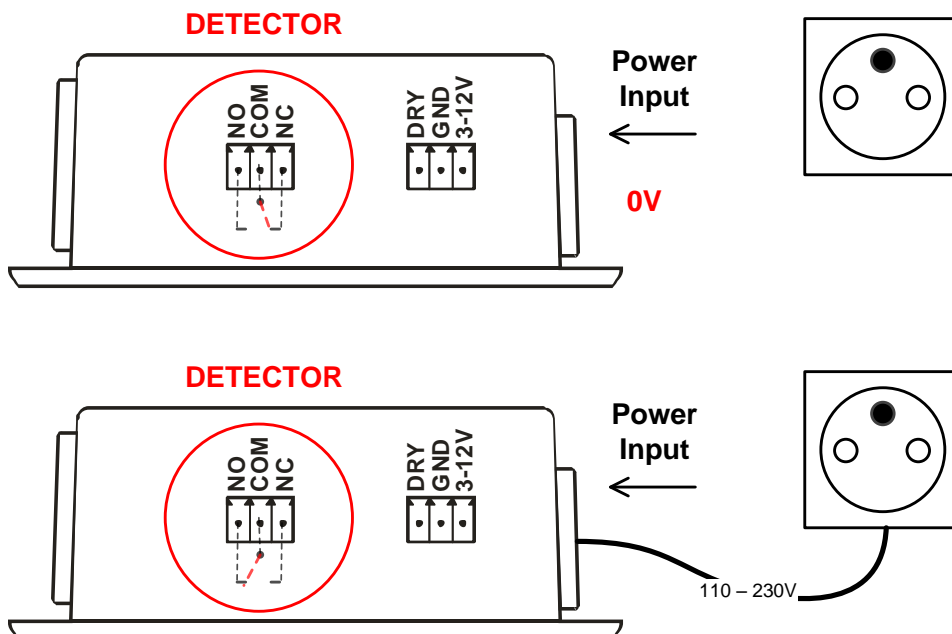 DETECTOR
Power
Input
NO
COM
NC
DRY
GND
3-12V
0V
DETECTOR
Power
Input
NO
COM
NC
DRY
GND
3-12V
110 – 230V